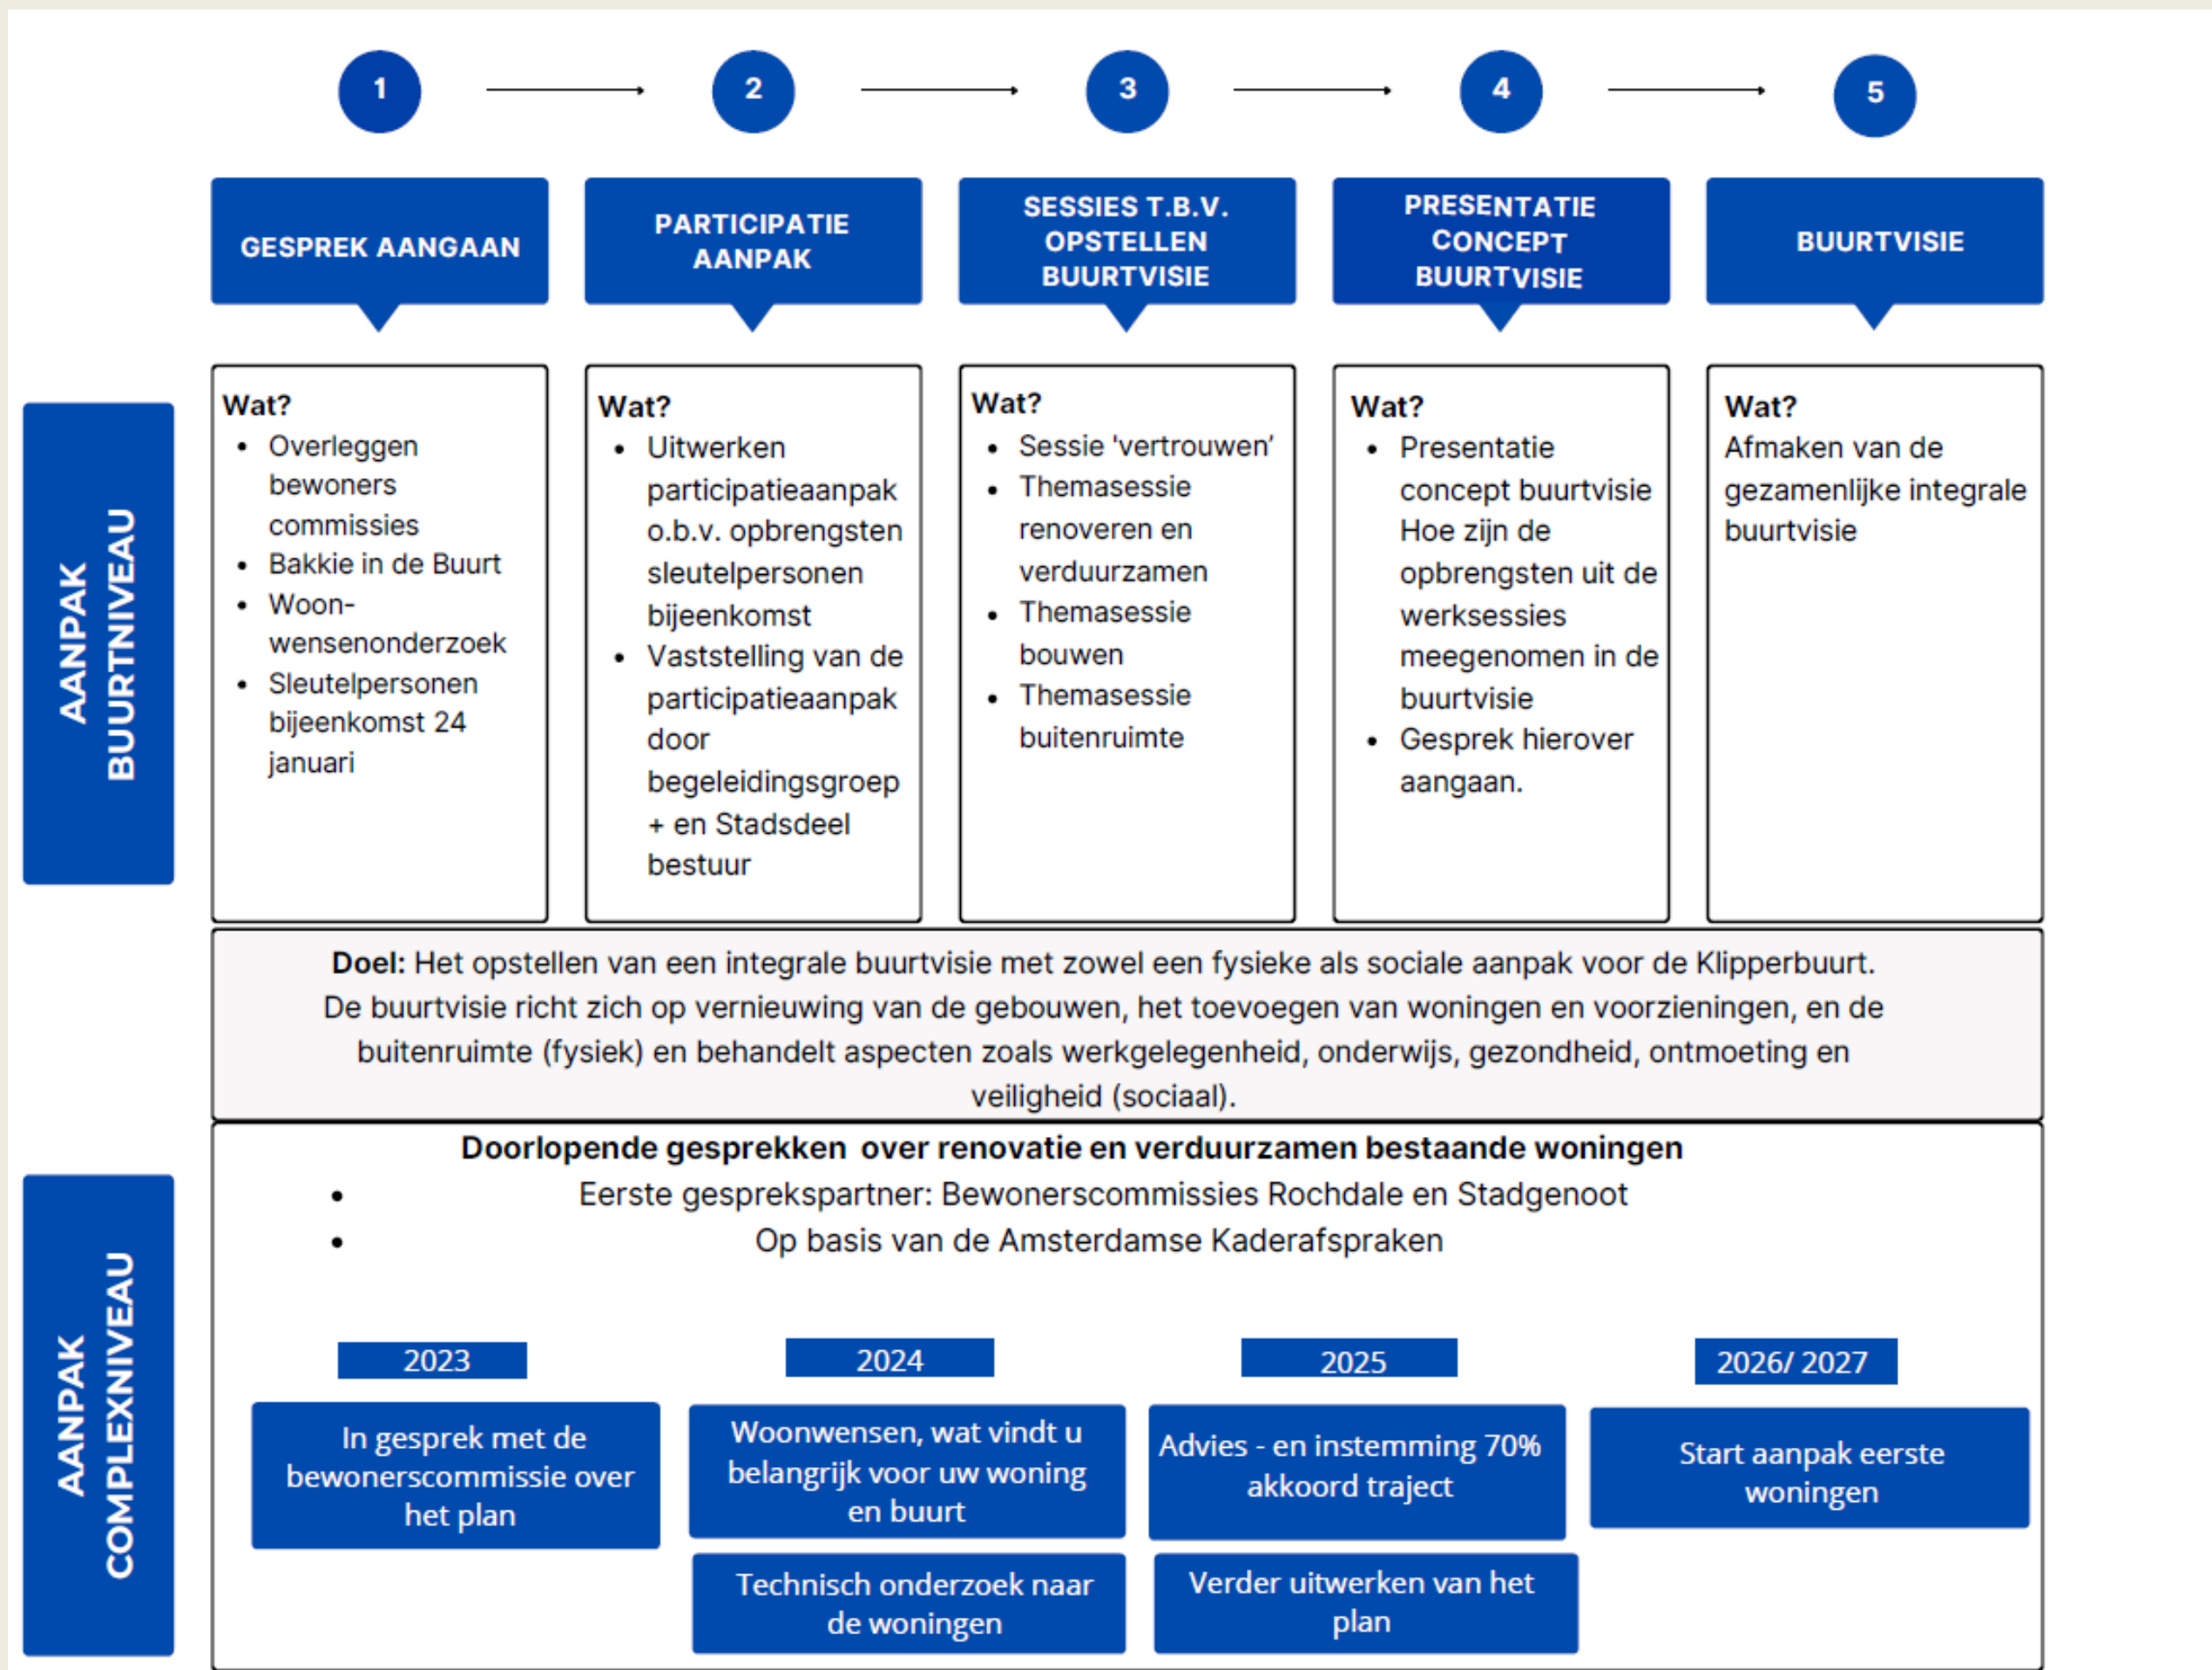 1
2
3
4
5
GESPREK AANGAAN
PARTICIPATIE
AANPAK
SESSIES T.B.V.
OPSTELLEN
BUURTVISIE
PRESENTATIE
CONCEPT
BUURTVISIE
BUURTVISIE
AANPAK
BUURTNIVEAU
Wat?
• Overleggen
bewoners
commissies
• Bakkie in de Buurt
• Woon-
wensenonderzoek
• Sleutelpersonen
bijeenkomst 24
januari
Wat?
• Uitwerken
participatieaanpak
o.b.v. opbrengsten
sleutelpersonen
bijeenkomst
• Vaststelling van de
participatieaanpak
door
begeleidingsgroep
+ en Stadsdeel
bestuur
Wat?
• Sessie 'vertrouwen’
• Themasessie
renoveren en
verduurzamen
• Themasessie
bouwen
• Themasessie
buitenruimte
Wat?
• Presentatie
concept buurtvisie
Hoe zijn de
opbrengsten uit de
werksessies
meegenomen in de
buurtvisie
• Gesprek hierover
aangaan.
Wat?
Afmaken van de
gezamenlijke integrale
buurtvisie
Doel: Het opstellen van een integrale buurtvisie met zowel een fysieke als sociale aanpak voor de Klipperbuurt.
De buurtvisie richt zich op vernieuwing van de gebouwen, het toevoegen van woningen en voorzieningen, en de
buitenruimte (fysiek) en behandelt aspecten zoals werkgelegenheid, onderwijs, gezondheid, ontmoeting en
veiligheid (sociaal).
AANPAK
COMPLEXNIVEAU
Doorlopende gesprekken over renovatie en verduurzamen bestaande woningen
• Eerste gesprekspartner: Bewonerscommissies Rochdale en Stadgenoot
• Op basis van de Amsterdamse Kaderafspraken
2023
2024
2025
2026/ 2027
In gesprek met de
bewonerscommissie over
het plan
Woonwensen, wat vindt u
belangrijk voor uw woning
en buurt
Advies - en instemming 70%
akkoord traject
Start aanpak eerste
woningen
Technisch onderzoek naar
de woningen
Verder uitwerken van het
plan